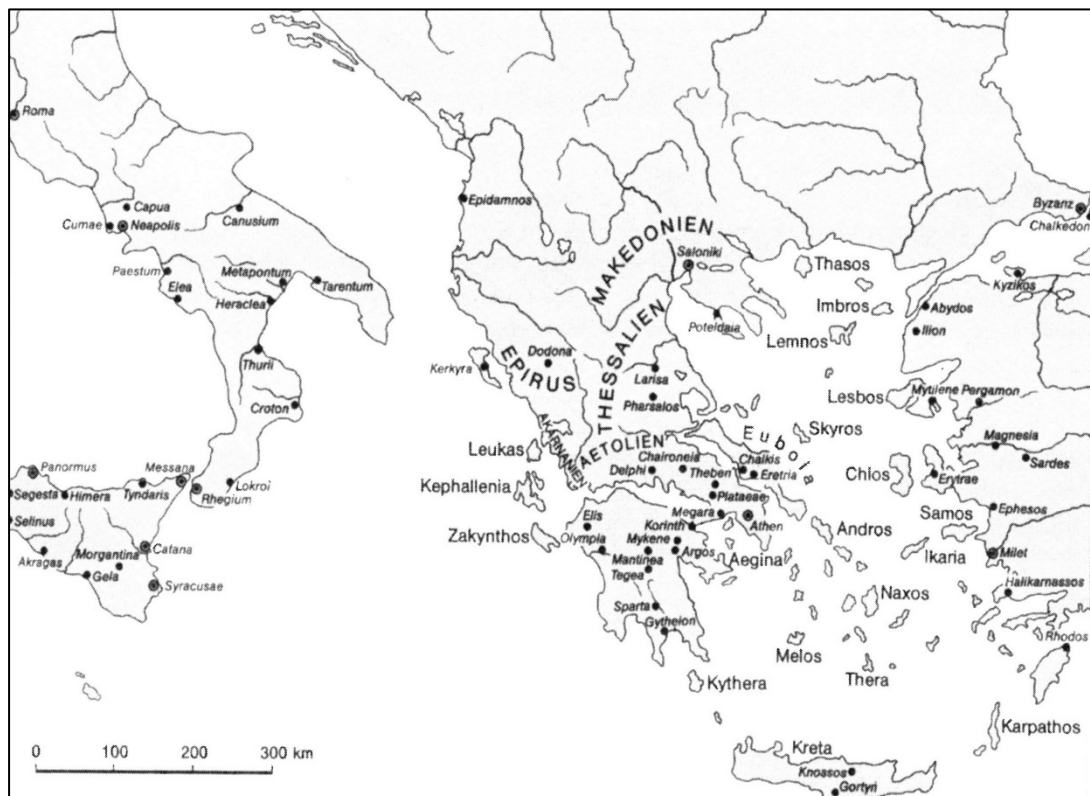 Roma
Capua
Cumae
Neapolis
Canusium
Paestum
Elea
Metapontum
Heraclea
Tarentum
Thurii
Croton
Panormus
Messana
Segesta
Himera
Tyndaris
Rhegium
Lokroi
Selinus
Akragas
Morgantina
Gela
Catana
Syracusae
0 100 200 300 km
Epidamnos
MAKEDONIEN
Saloniki
Poteidaia
Kerkyra
EPIRUS
Dodona
THESSALIEN
Larisa
Pharsalos
AKARNANIEN
AETOLIEN
Leukas
Kephallenia
Zakynthos
Chaironeia
Delphi
Theben
Chalkis
Eretria
Euboia
Plataeae
Megara
Athen
Korinth
Elis
Olympia
Mykene
Argos
Mantinea
Tegea
Aegina
Sparta
Gytheion
Kythera
Kreta
Knossos
Gortyn
Thasos
Imbros
Lemnos
Lesbos
Skyros
Chios
Andros
Samos
Ikaria
Naxos
Melos
Thera
Karpathos
Byzanz
Chalkedon
Kyzikos
Abydos
Ilion
Mytilene Pergamon
Magnesia
Sardes
Erytrae
Ephesos
Milet
Halikarnassos
Rhodos